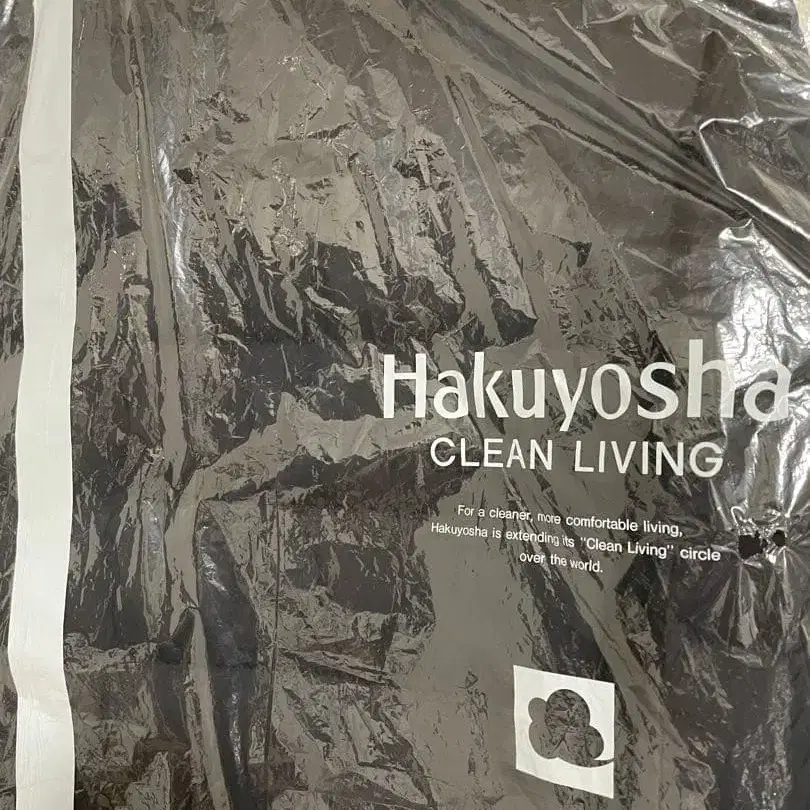 Hakuyosha
CLEAN LIVING
For a cleaner, more comfortable living,
Hakuyosha is extending its "Clean Living" circle
over the world.